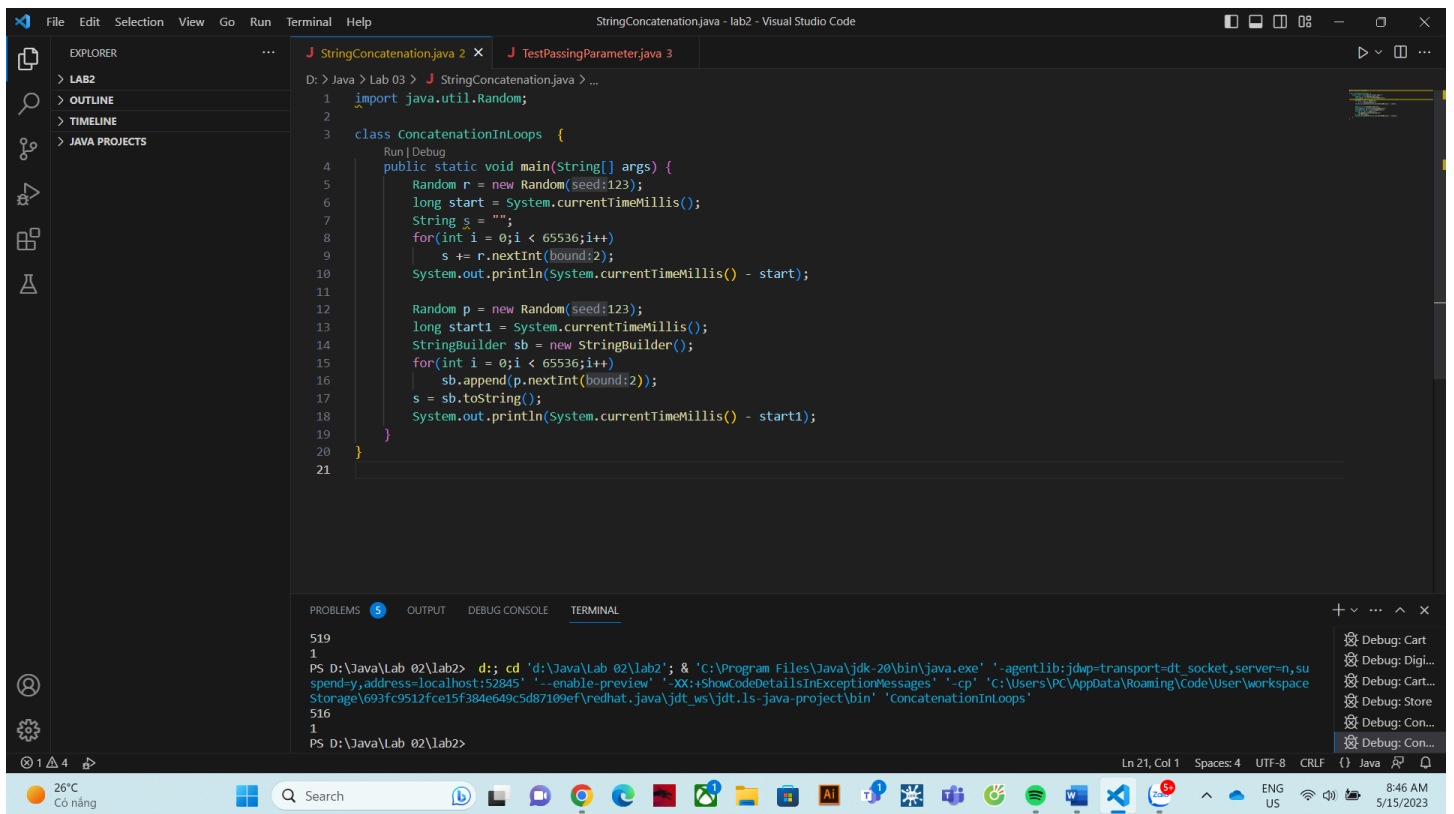 File Edit Selection View Go Run Terminal Help StringConcatenation.java - lab2 - Visual Studio Code
EXPLORER
LAB2
OUTLINE
TIMELINE
JAVA PROJECTS
J StringConcatenation.java 2 J TestPassingParameter.java 3
D: > Java > Lab 03 > J StringConcatenation.java > ...
1 import java.util.Random;
2
3 class ConcatenationInLoops  {
Run | Debug
4     public static void main(String[] args) {
5         Random r = new Random(seed:123);
6         long start = System.currentTimeMillis();
7         String s = "";
8         for(int i = 0;i < 65536;i++)
9             s += r.nextInt(bound:2);
10         System.out.println(System.currentTimeMillis() - start);
11
12         Random p = new Random(seed:123);
13         long start1 = System.currentTimeMillis();
14         StringBuilder sb = new StringBuilder();
15         for(int i = 0;i < 65536;i++)
16             sb.append(p.nextInt(bound:2));
17         s = sb.toString();
18         System.out.println(System.currentTimeMillis() - start1);
19     }
20 }
21
PROBLEMS 5 OUTPUT DEBUG CONSOLE TERMINAL
519
1
PS D:\Java\Lab 02\lab2>  d:; cd 'd:\Java\Lab 02\lab2'; & 'C:\Program Files\Java\jdk-20\bin\java.exe' '-agentlib:jdwp=transport=dt_socket,server=n,su
spend=y,address=localhost:52845' '--enable-preview' '-XX:+ShowCodeDetailsInExceptionMessages' '-cp' 'C:\Users\PC\AppData\Roaming\Code\User\workspace
Storage\693fc9512fce15f384e649c5d87109ef\redhat.java\jdt_ws\jdt.ls-java-project\bin' 'ConcatenationInLoops'
516
1
PS D:\Java\Lab 02\lab2>
Debug: Cart
Debug: Digi...
Debug: Cart...
Debug: Store
Debug: Con...
Debug: Con...
1 4 Ln 21, Col 1 Spaces: 4 UTF-8 CRLF {} Java
26°C
Có nắng
Search
b
1
Ai
1
W
Zalo
5+
ENG
US
8:46 AM
5/15/2023